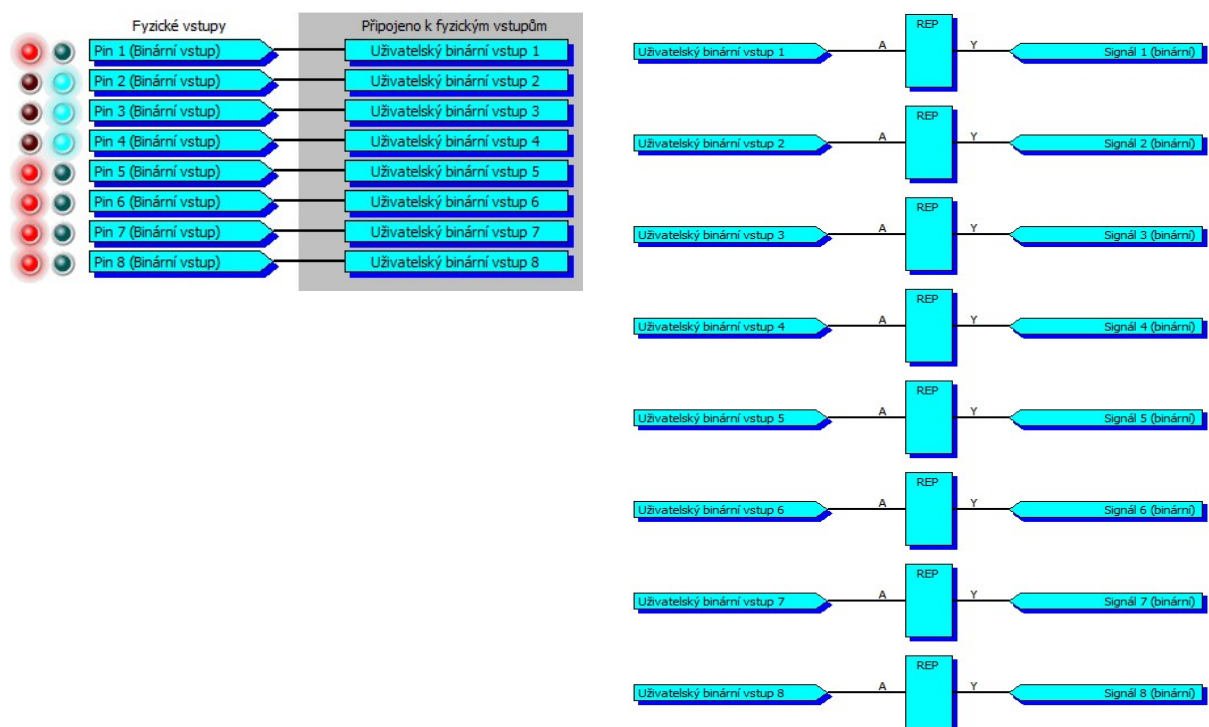 Fyzické vstupy
Připojeno k fyzickým vstupům
Pin 1 (Binární vstup)
Uživatelský binární vstup 1
Pin 2 (Binární vstup)
Uživatelský binární vstup 2
Pin 3 (Binární vstup)
Uživatelský binární vstup 3
Pin 4 (Binární vstup)
Uživatelský binární vstup 4
Pin 5 (Binární vstup)
Uživatelský binární vstup 5
Pin 6 (Binární vstup)
Uživatelský binární vstup 6
Pin 7 (Binární vstup)
Uživatelský binární vstup 7
Pin 8 (Binární vstup)
Uživatelský binární vstup 8
REP
Uživatelský binární vstup 1
A
Y
Signál 1 (binární)
REP
Uživatelský binární vstup 2
A
Y
Signál 2 (binární)
REP
Uživatelský binární vstup 3
A
Y
Signál 3 (binární)
REP
Uživatelský binární vstup 4
A
Y
Signál 4 (binární)
REP
Uživatelský binární vstup 5
A
Y
Signál 5 (binární)
REP
Uživatelský binární vstup 6
A
Y
Signál 6 (binární)
REP
Uživatelský binární vstup 7
A
Y
Signál 7 (binární)
REP
Uživatelský binární vstup 8
A
Y
Signál 8 (binární)